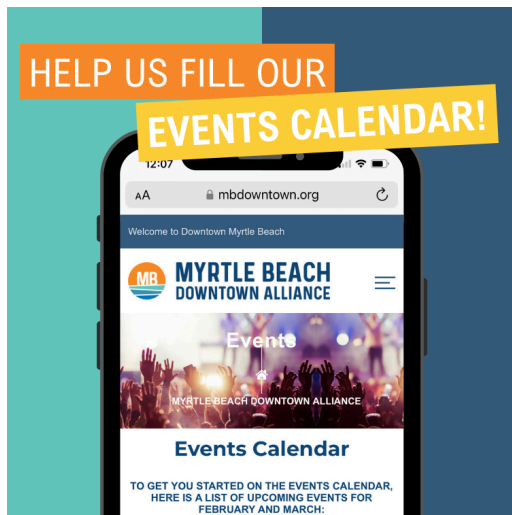 HELP US FILL OUR
EVENTS CALENDAR!
12:07
AA
mbdowntown.org
Welcome to Downtown Myrtle Beach
MB
MYRTLE BEACH
DOWNTOWN ALLIANCE
Events
MYRTLE BEACH DOWNTOWN ALLIANCE
Events Calendar
TO GET YOU STARTED ON THE EVENTS CALENDAR,
HERE IS A LIST OF UPCOMING EVENTS FOR
FEBRUARY AND MARCH: